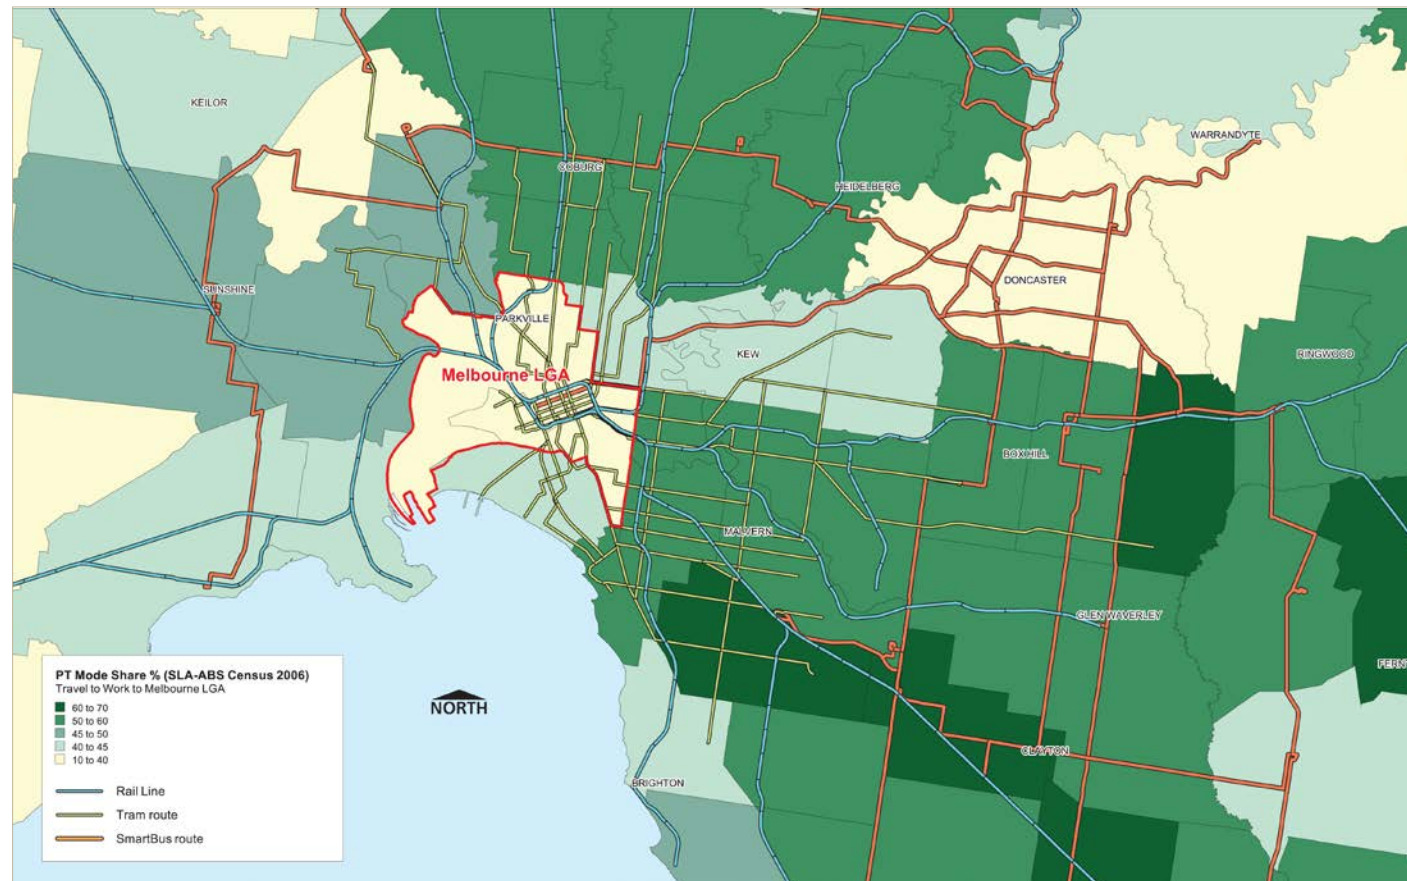 KEILOR
WARRANDYTE
COBURG
HEIDELBERG
DONCASTER
SUNSHINE
PARKVILLE
KEW
RINGWOOD
Melbourne LGA
BOX HILL
MALVERN
GLEN WAVERLEY
FERNT
NORTH
CLAYTON
BRIGHTON
PT Mode Share % (SLA-ABS Census 2006)
Travel to Work to Melbourne LGA
60 to 70
50 to 60
45 to 50
40 to 45
10 to 40
Rail Line
Tram route
SmartBus route